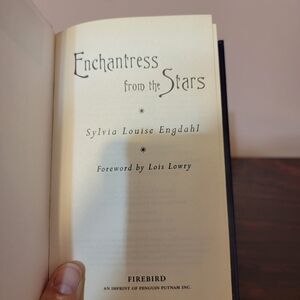 Enchantress
from the Stars
*
Sylvia Louise Engdahl
*
Foreword by Lois Lowry
FIREBIRD
AN IMPRINT OF PENGUIN PUTNAM INC.